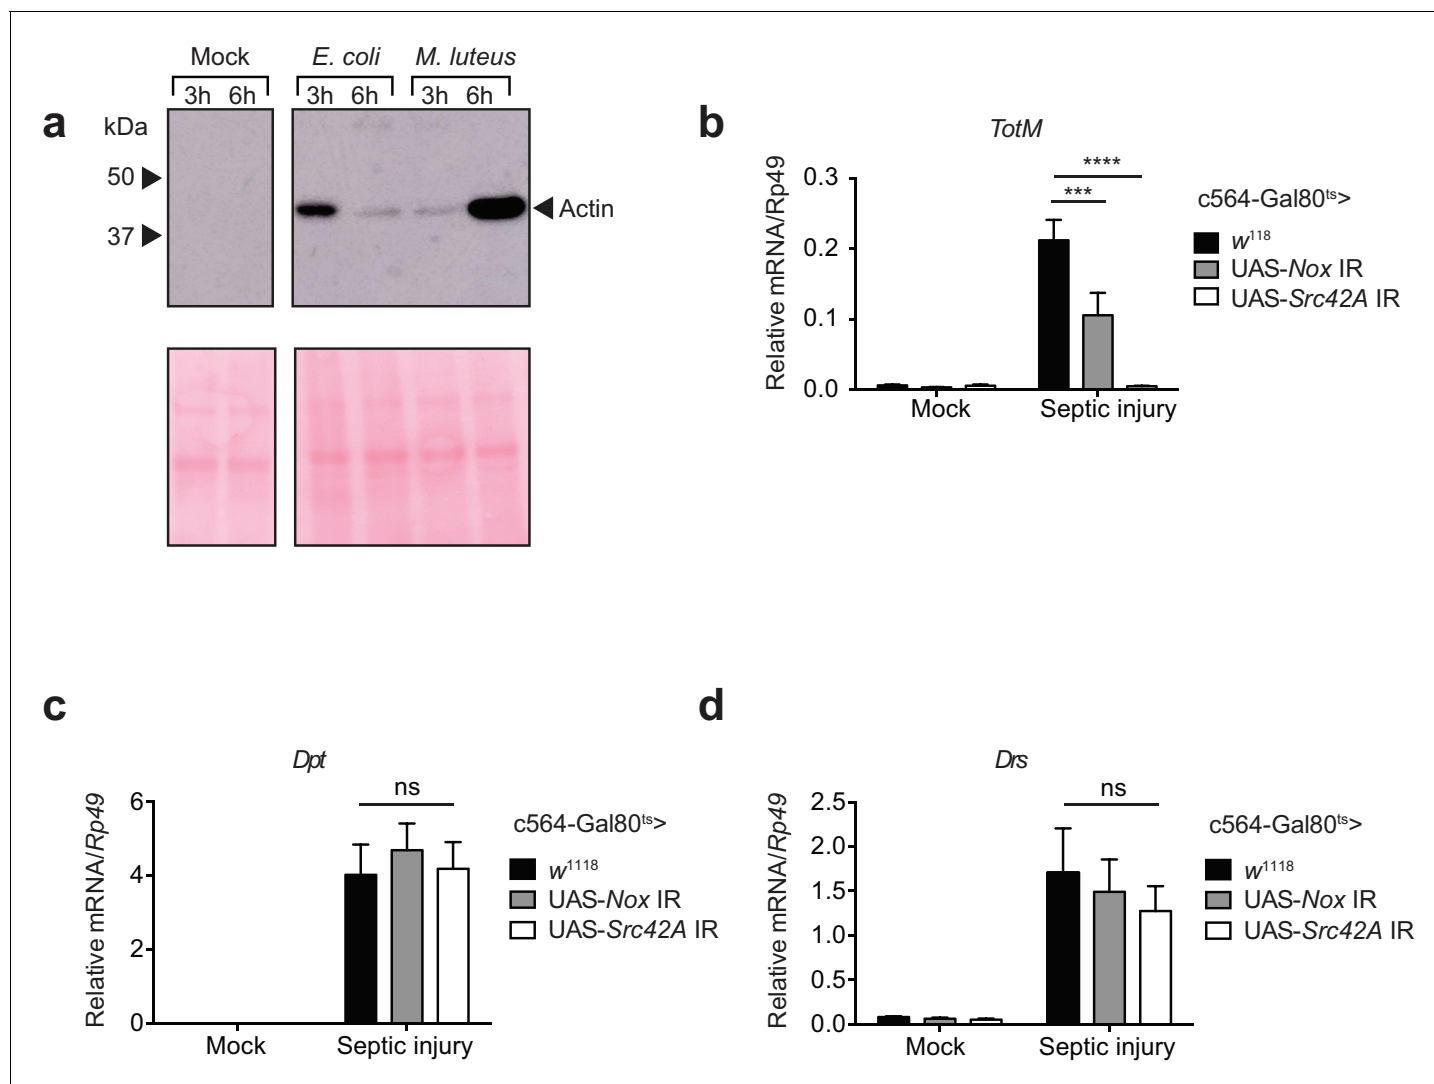 a
Mock E. coli M. luteus
3h 6h 3h 6h 3h 6h
kDa
50
37
Actin
b
TotM
Relative mRNA/Rp49
0.3
0.2
0.1
0.0
****
***
Mock Septic injury
c564-Gal80ts>
w118
UAS-Nox IR
UAS-Src42A IR
c
Dpt
Relative mRNA/Rp49
6
4
2
0
ns
Mock Septic injury
c564-Gal80ts>
w1118
UAS-Nox IR
UAS-Src42A IR
d
Drs
Relative mRNA/Rp49
2.5
2.0
1.5
1.0
0.5
0.0
ns
Mock Septic injury
c564-Gal80ts>
w1118
UAS-Nox IR
UAS-Src42A IR